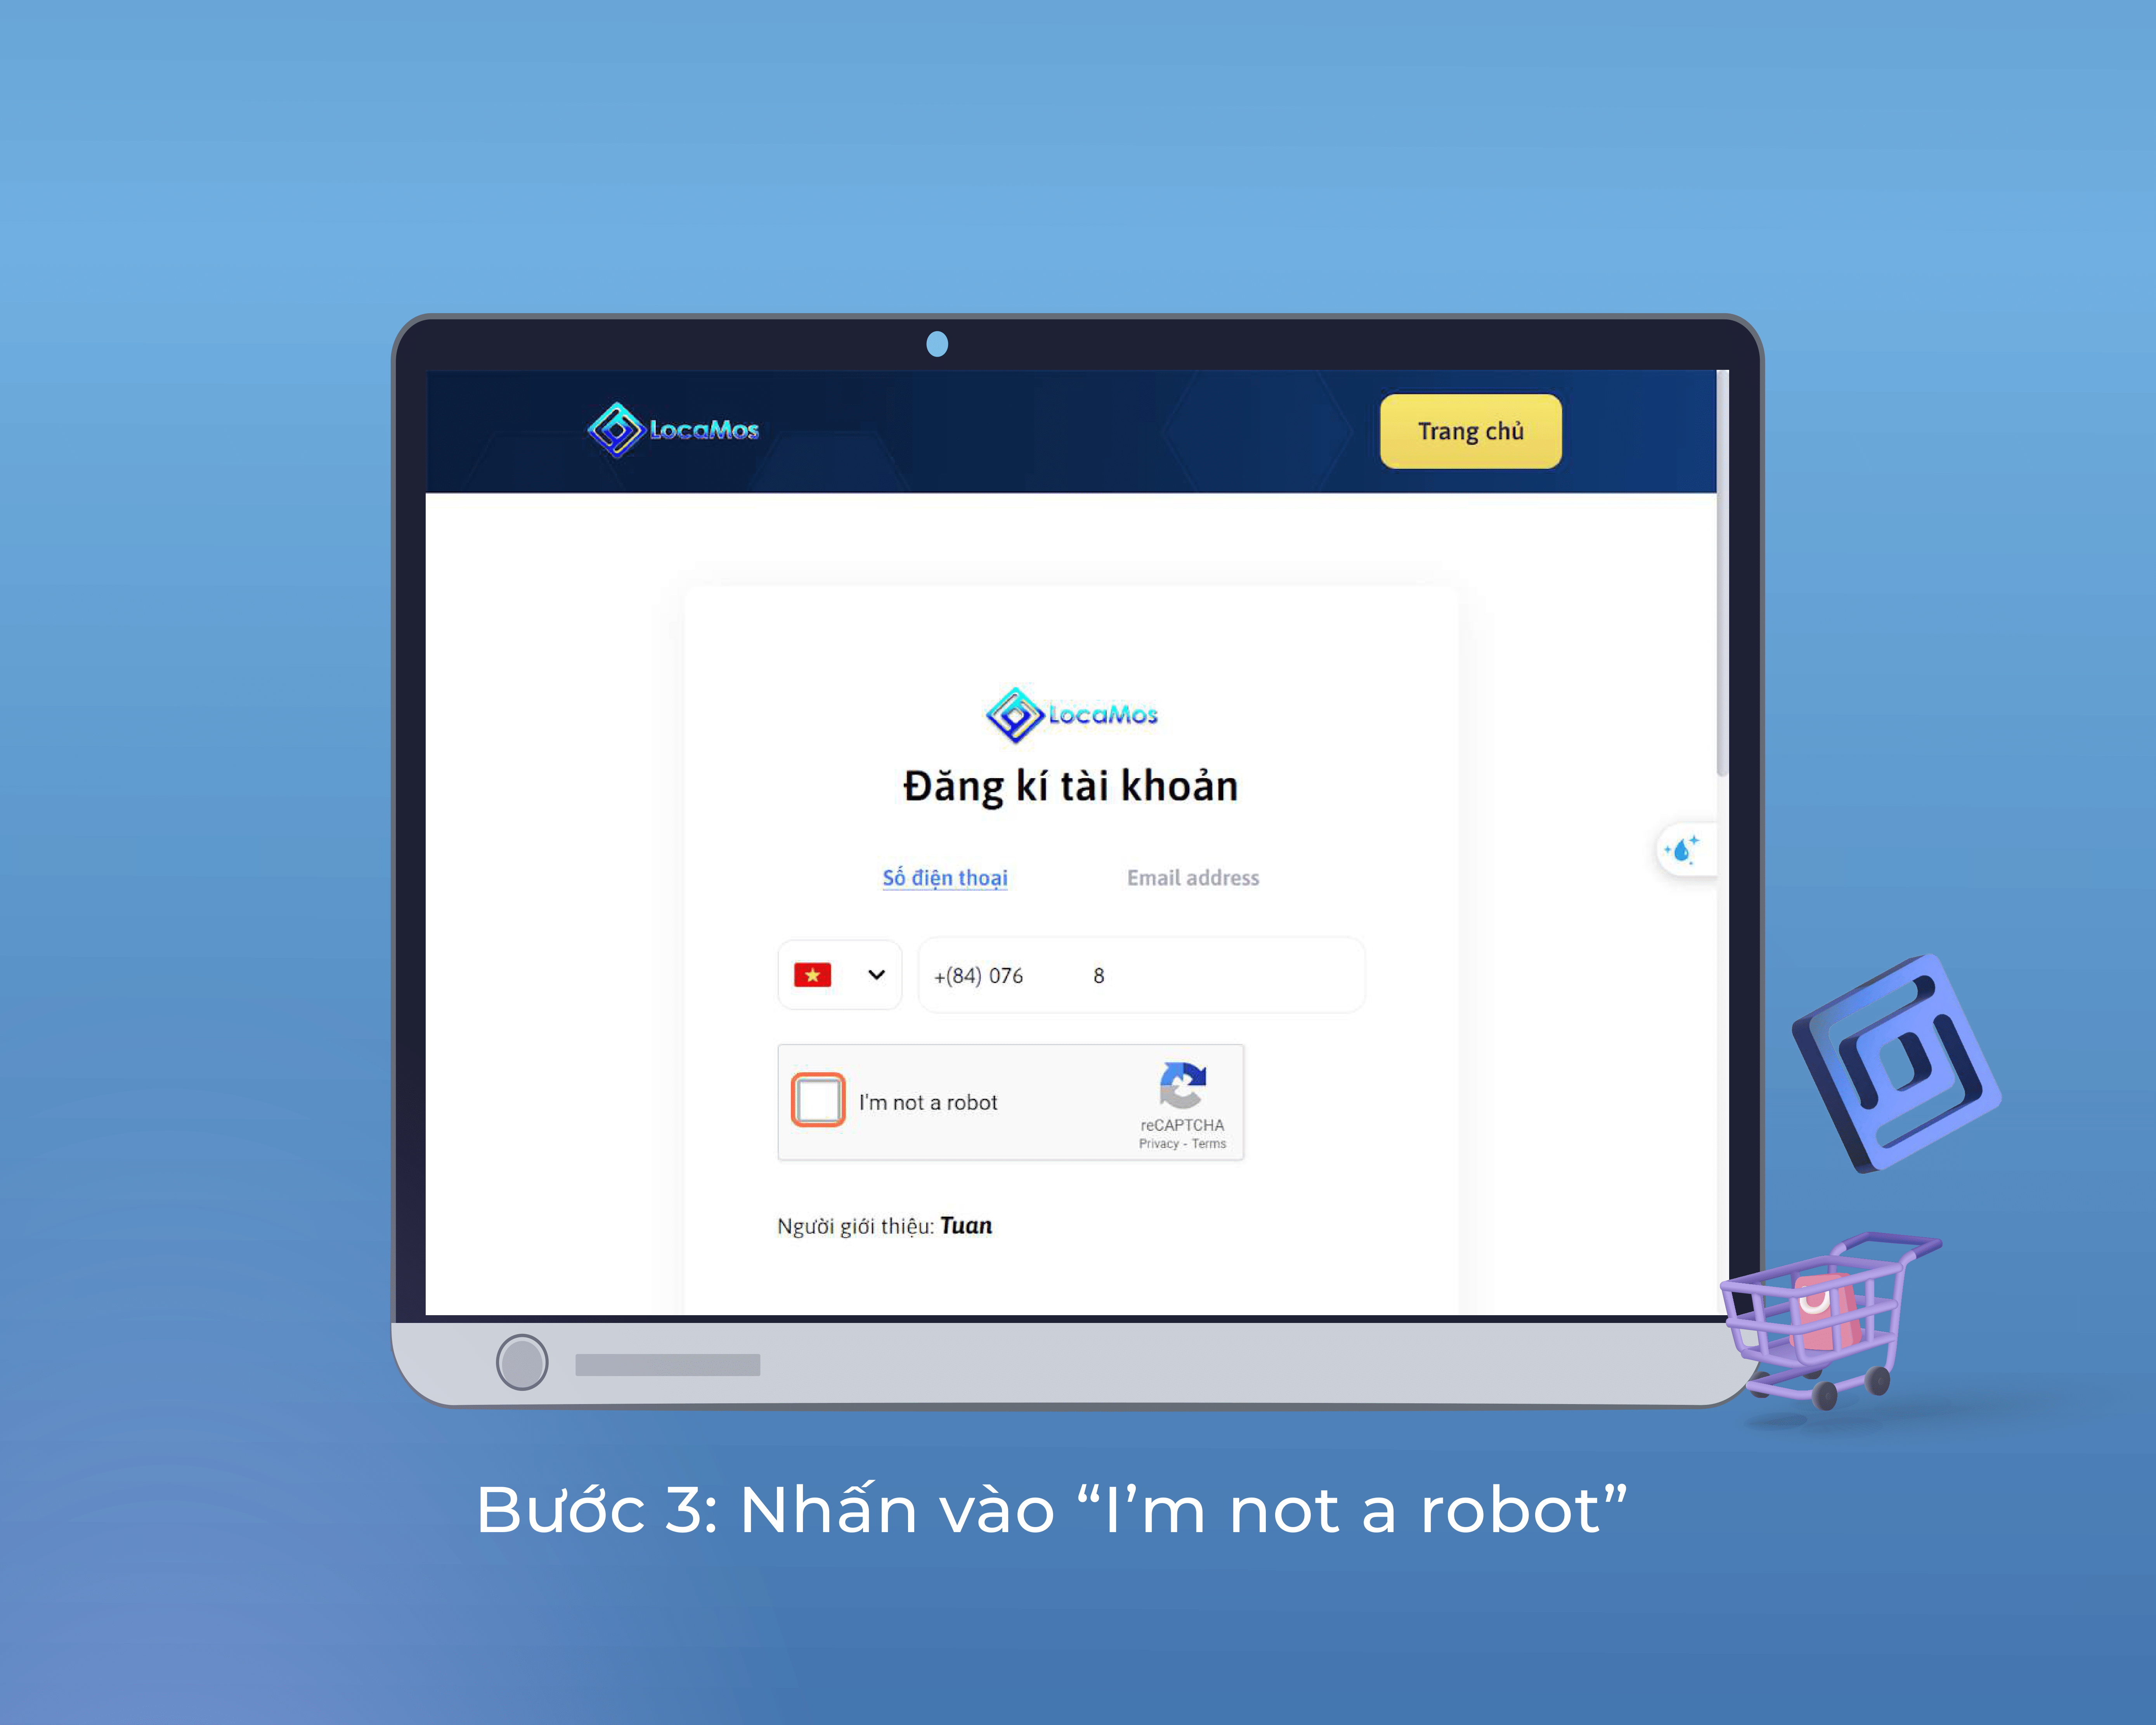 LocaMos
Trang chủ
LocaMos
Đăng kí tài khoản
Số điện thoại Email address
+(84) 076 8
I'm not a robot
reCAPTCHA
Privacy - Terms
Người giới thiệu: Tuan
Bước 3: Nhấn vào “I’m not a robot”